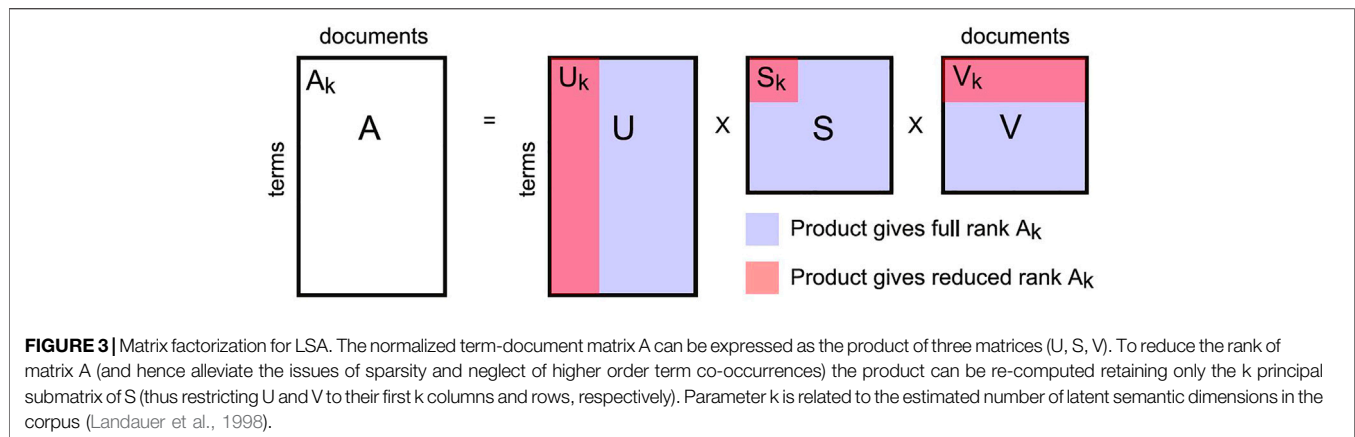 documents
documents
Ak
Uk
Sk
Vk
A
=
U
X
S
X
V
terms
terms
Product gives full rank Ak
Product gives reduced rank Ak
FIGURE 3 | Matrix factorization for LSA. The normalized term-document matrix A can be expressed as the product of three matrices (U, S, V). To reduce the rank of
matrix A (and hence alleviate the issues of sparsity and neglect of higher order term co-occurrences) the product can be re-computed retaining only the k principal
submatrix of S (thus restricting U and V to their first k columns and rows, respectively). Parameter k is related to the estimated number of latent semantic dimensions in the
corpus (Landauer et al., 1998).